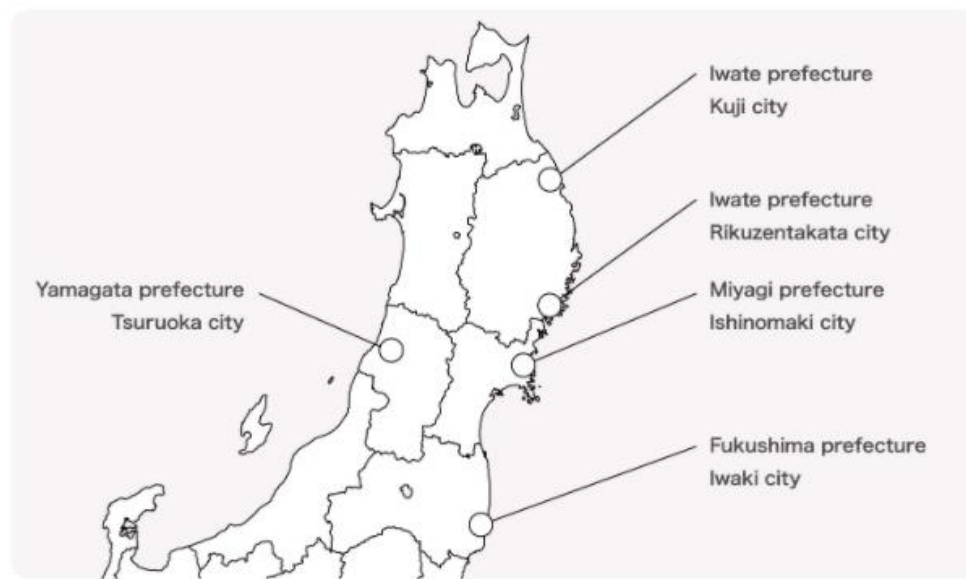 Iwate prefecture
Kuji city
Iwate prefecture
Rikuzentakata city
Yamagata prefecture
Tsuruoka city
Miyagi prefecture
Ishinomaki city
Fukushima prefecture
Iwaki city